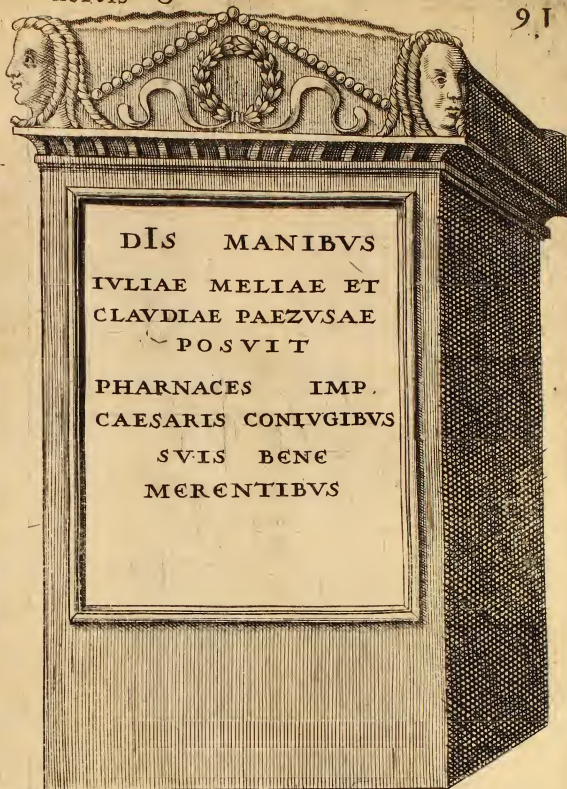 91
DIS MANIBVS
IVLIAE MELIAE ET
CLAVDIAE PAEZVSAE
POSVIT
PHARNACES IMP.
CAESARIS CONIVGIBVS
SVIS BENE
MERENTIBVS